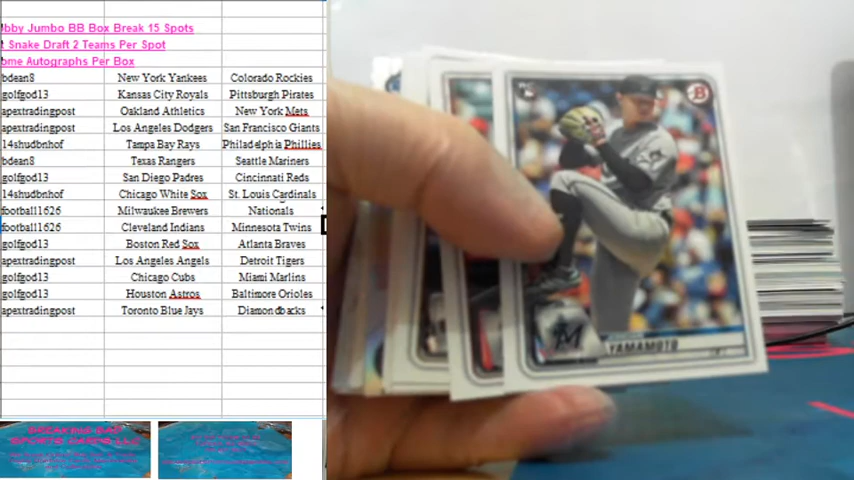 bby Jumbo BB Box Break 15 Spots
t Snake Draft 2 Teams Per Spot
ome Autographs Per Box
bdean8 New York Yankees Colorado Rockies
golfgod13 Kansas City Royals Pittsburgh Pirates
apextradingpost Oakland Athletics New York Mets
apextradingpost Los Angeles Dodgers San Francisco Giants
14shudbnhof Tampa Bay Rays Philadelphia Phillies
bdean8 Texas Rangers Seattle Mariners
golfgod13 San Diego Padres Cincinnati Reds
14shudbnhof Chicago White Sox St. Louis Cardinals
football1626 Milwaukee Brewers Nationals
football1626 Cleveland Indians Minnesota Twins
golfgod13 Boston Red Sox Atlanta Braves
apextradingpost Los Angeles Angels Detroit Tigers
golfgod13 Chicago Cubs Miami Marlins
golfgod13 Houston Astros Baltimore Orioles
apextradingpost Toronto Blue Jays Diamondbacks
SPORTS CARDS LLC
B
YAMAMOTO